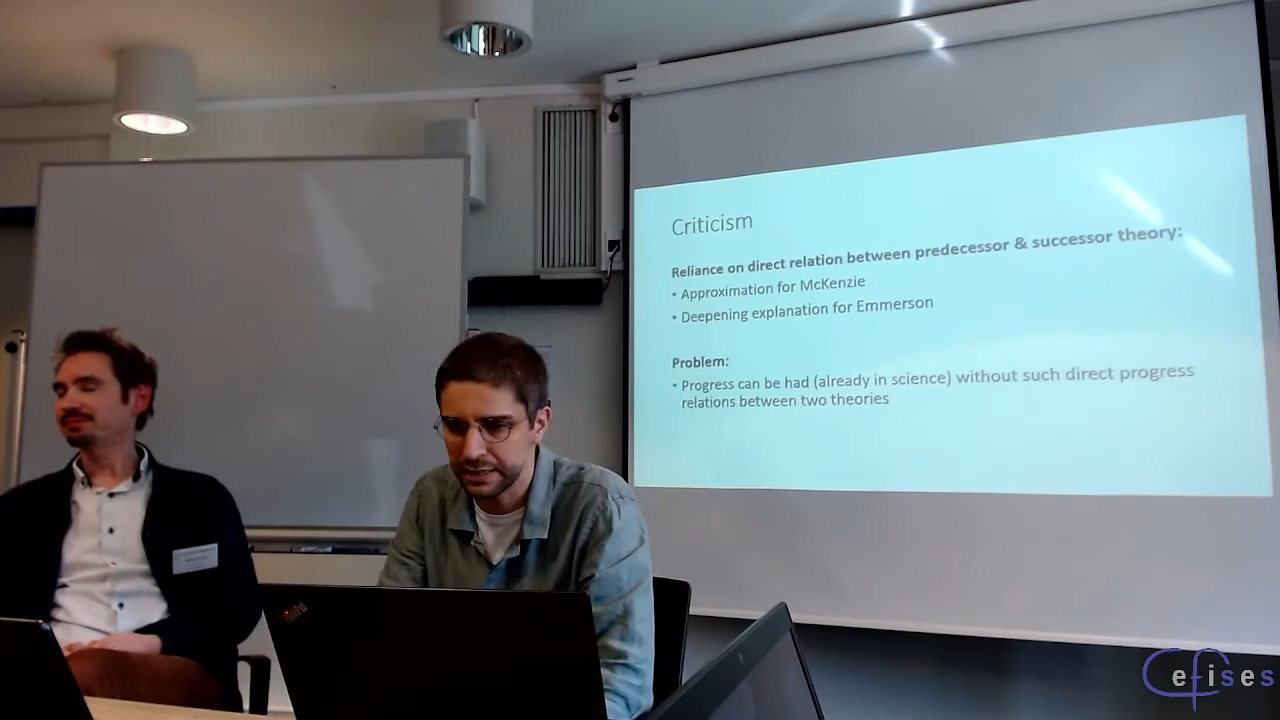 Criticism
Reliance on direct relation between predecessor & successor theory:
• Approximation for McKenzie
• Deepening explanation for Emmerson
Problem:
• Progress can be had (already in science) without such direct progress
relations between two theories
ThinkPad
efises